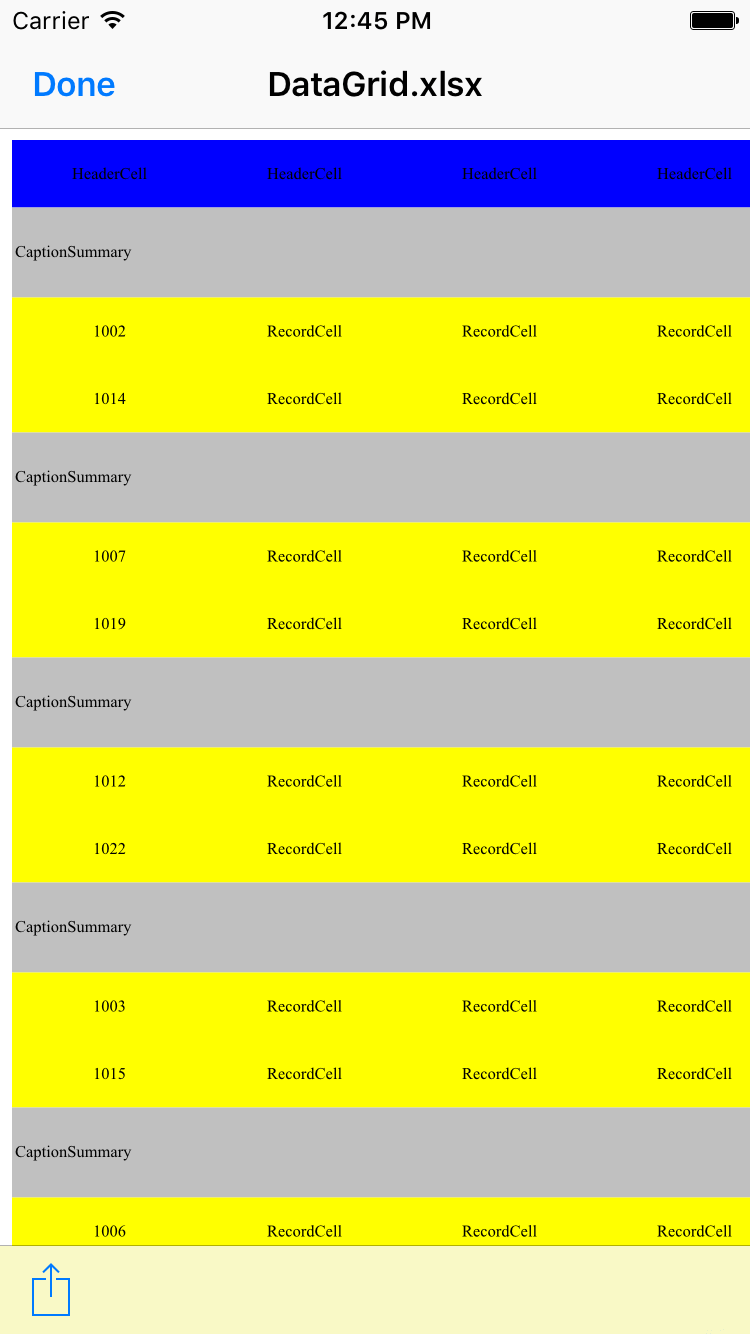 Carrier 12:45 PM
Done DataGrid.xlsx
HeaderCell HeaderCell HeaderCell HeaderCell
CaptionSummary
1002 RecordCell RecordCell RecordCell
1014 RecordCell RecordCell RecordCell
CaptionSummary
1007 RecordCell RecordCell RecordCell
1019 RecordCell RecordCell RecordCell
CaptionSummary
1012 RecordCell RecordCell RecordCell
1022 RecordCell RecordCell RecordCell
CaptionSummary
1003 RecordCell RecordCell RecordCell
1015 RecordCell RecordCell RecordCell
CaptionSummary
1006 RecordCell RecordCell RecordCell